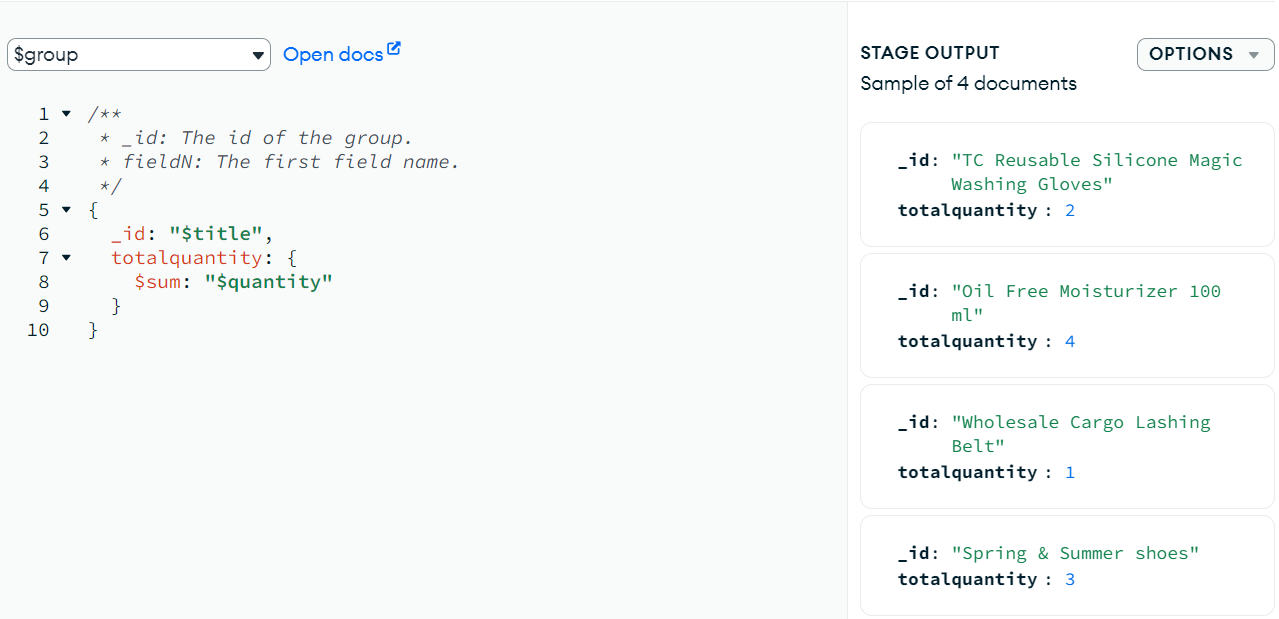 $group
Open docs
1 /**
2 * _id: The id of the group.
3 * fieldN: The first field name.
4 */
5 {
6 _id: "$title",
7 totalquantity: {
8 $sum: "$quantity"
9 }
10 }
STAGE OUTPUT
OPTIONS
Sample of 4 documents
_id: "TC Reusable Silicone Magic
Washing Gloves"
totalquantity : 2
_id: "Oil Free Moisturizer 100
ml"
totalquantity : 4
_id: "Wholesale Cargo Lashing
Belt"
totalquantity : 1
_id: "Spring & Summer shoes"
totalquantity : 3